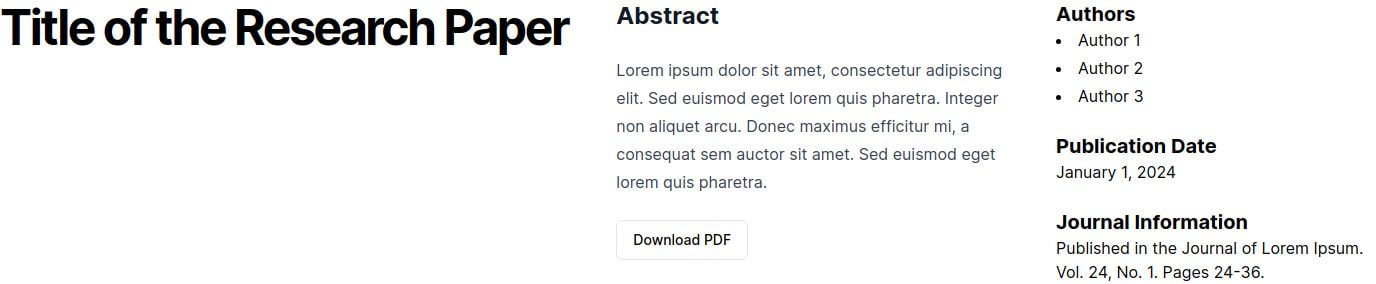 Title of the Research Paper
Abstract
Lorem ipsum dolor sit amet, consectetur adipiscing
elit. Sed euismod eget lorem quis pharetra. Integer
non aliquet arcu. Donec maximus efficitur mi, a
consequat sem auctor sit amet. Sed euismod eget
lorem quis pharetra.
Download PDF
Authors
• Author 1
• Author 2
• Author 3
Publication Date
January 1, 2024
Journal Information
Published in the Journal of Lorem Ipsum.
Vol. 24, No. 1. Pages 24-36.